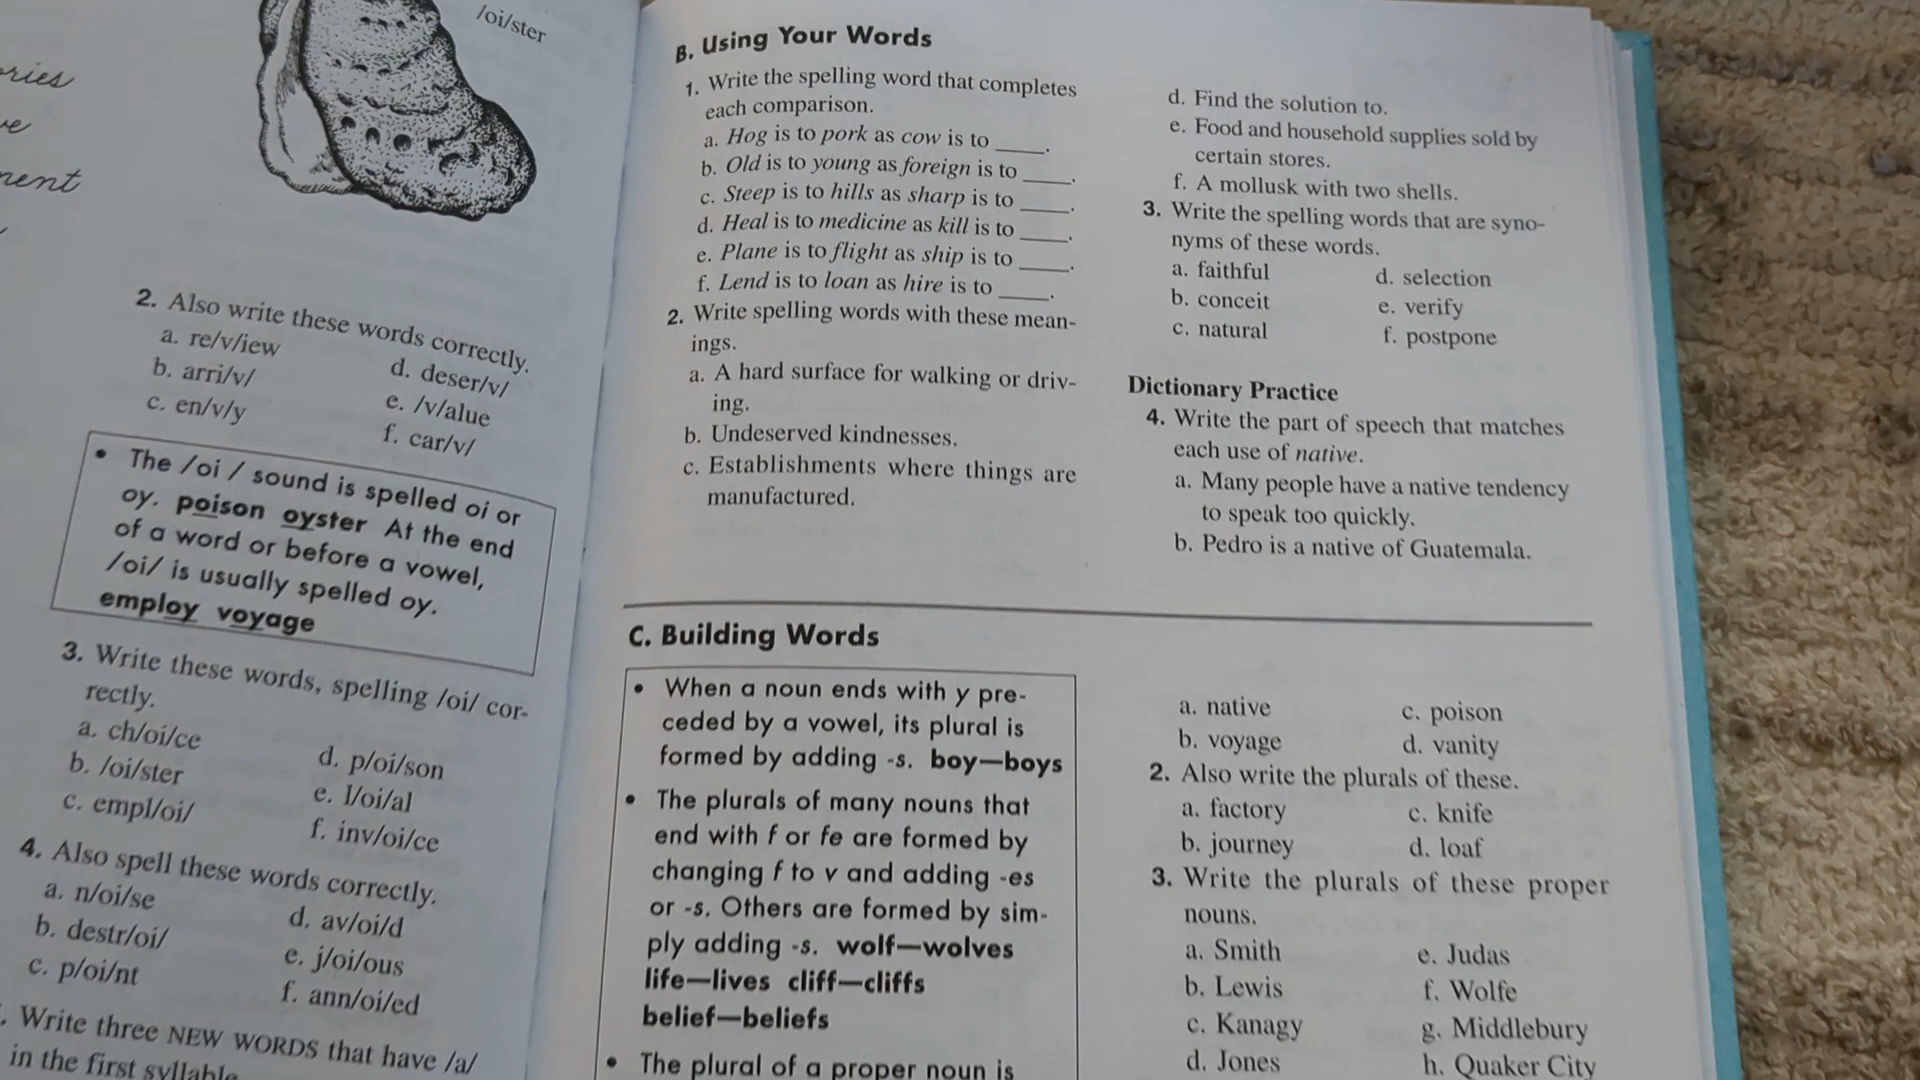 /oi/ster
ries
ve
nent
2. Also write these words correctly.
a. re/v/iew
b. arri/v/
c. en/v/y
d. deser/v/
e. /v/alue
f. car/v/
• The /oi / sound is spelled oi or
oy. poison oyster At the end
of a word or before a vowel,
/oi/ is usually spelled oy.
employ voyage
3. Write these words, spelling /oi/ cor-
rectly.
a. ch/oi/ce
b. /oi/ster
c. empl/oi/
d. p/oi/son
e. l/oi/al
f. inv/oi/ce
4. Also spell these words correctly.
a. n/oi/se
b. destr/oi/
c. p/oi/nt
d. av/oi/d
e. j/oi/ous
f. ann/oi/ed
. Write three NEW WORDS that have /a/
in the first syllable
B. Using Your Words
1. Write the spelling word that completes
each comparison.
a. Hog is to pork as cow is to ____.
b. Old is to young as foreign is to ____.
c. Steep is to hills as sharp is to ____.
d. Heal is to medicine as kill is to ____.
e. Plane is to flight as ship is to ____.
f. Lend is to loan as hire is to ____.
2. Write spelling words with these mean-
ings.
a. A hard surface for walking or driv-
ing.
b. Undeserved kindnesses.
c. Establishments where things are
manufactured.
d. Find the solution to.
e. Food and household supplies sold by
certain stores.
f. A mollusk with two shells.
3. Write the spelling words that are syno-
nyms of these words.
a. faithful
b. conceit
c. natural
d. selection
e. verify
f. postpone
Dictionary Practice
4. Write the part of speech that matches
each use of native.
a. Many people have a native tendency
to speak too quickly.
b. Pedro is a native of Guatemala.
C. Building Words
• When a noun ends with y pre-
ceded by a vowel, its plural is
formed by adding -s. boy—boys
• The plurals of many nouns that
end with f or fe are formed by
changing f to v and adding -es
or -s. Others are formed by sim-
ply adding -s. wolf—wolves
life—lives cliff—cliffs
belief—beliefs
• The plural of a proper noun is
a. native
b. voyage
c. poison
d. vanity
2. Also write the plurals of these.
a. factory
b. journey
c. knife
d. loaf
3. Write the plurals of these proper
nouns.
a. Smith
b. Lewis
c. Kanagy
d. Jones
e. Judas
f. Wolfe
g. Middlebury
h. Quaker City